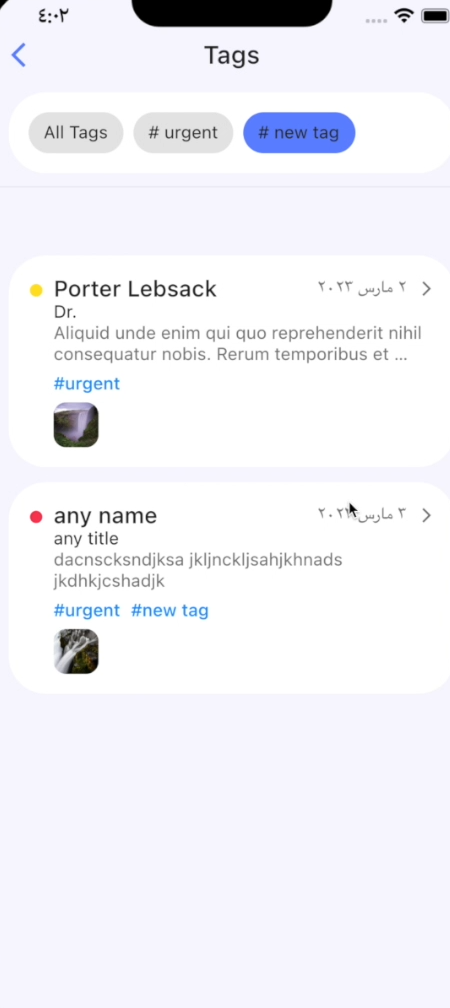 ٤:٠٢
Tags
All Tags
# urgent
# new tag
Porter Lebsack
٢ مارس ٢٠٢٣
Dr.
Aliquid unde enim qui quo reprehenderit nihil
consequatur nobis. Rerum temporibus et ...
#urgent
any name
٣ مارس
any title
dacnscksndjksa jkljnckljsahjkhnads
jkdhkjcshadjk
#urgent #new tag